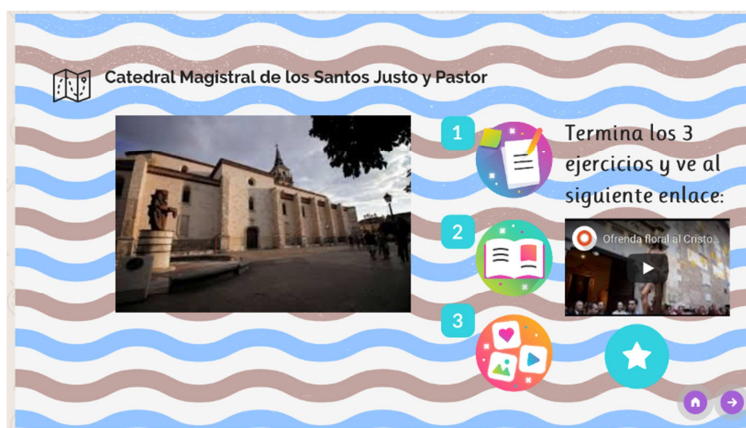 Catedral Magistral de los Santos Justo y Pastor
1
Termina los 3
ejercicios y ve al
siguiente enlace:
2
Ofrenda floral al Cristo...
3